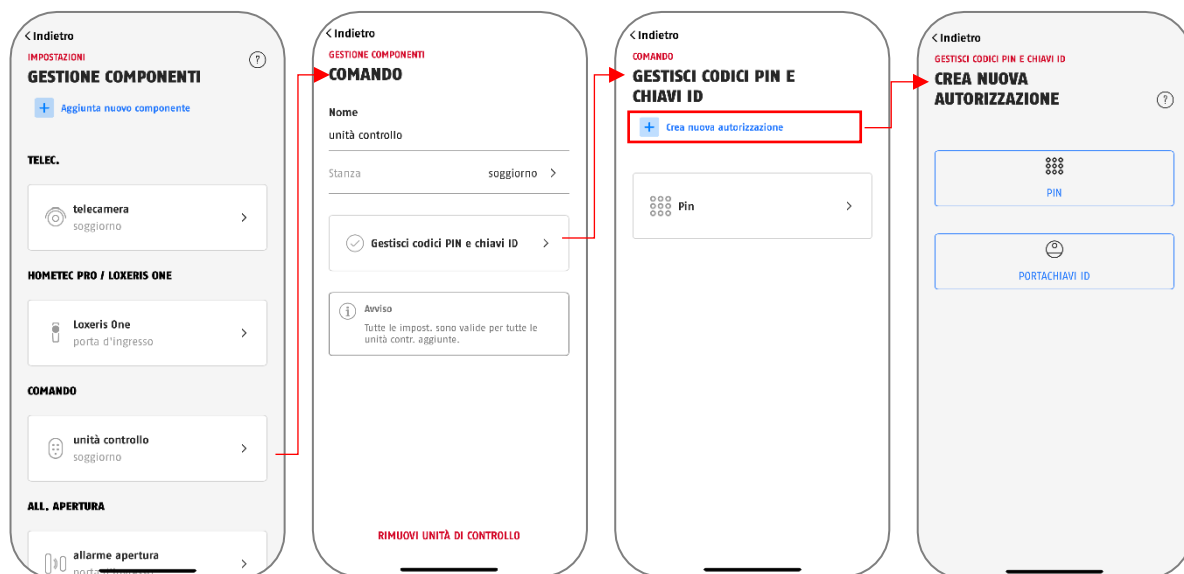 < Indietro
IMPOSTAZIONI
GESTIONE COMPONENTI
?
+ Aggiunta nuovo componente
TELEC.
telecamera
soggiorno
HOMETEC PRO / LOXERIS ONE
Loxeris One
porta d'ingresso
COMANDO
unità controllo
soggiorno
ALL. APERTURA
allarme apertura
< Indietro
GESTIONE COMPONENTI
COMANDO
Nome
unità controllo
Stanza soggiorno >
Gestisci codici PIN e chiavi ID >
Avviso
Tutte le impost. sono valide per tutte le
unità contr. aggiunte.
RIMUOVI UNITÀ DI CONTROLLO
< Indietro
COMANDO
GESTISCI CODICI PIN E
CHIAVI ID
+ Crea nuova autorizzazione
Pin >
< Indietro
GESTISCI CODICI PIN E CHIAVI ID
CREA NUOVA
AUTORIZZAZIONE
?
PIN
PORTACHIAVI ID